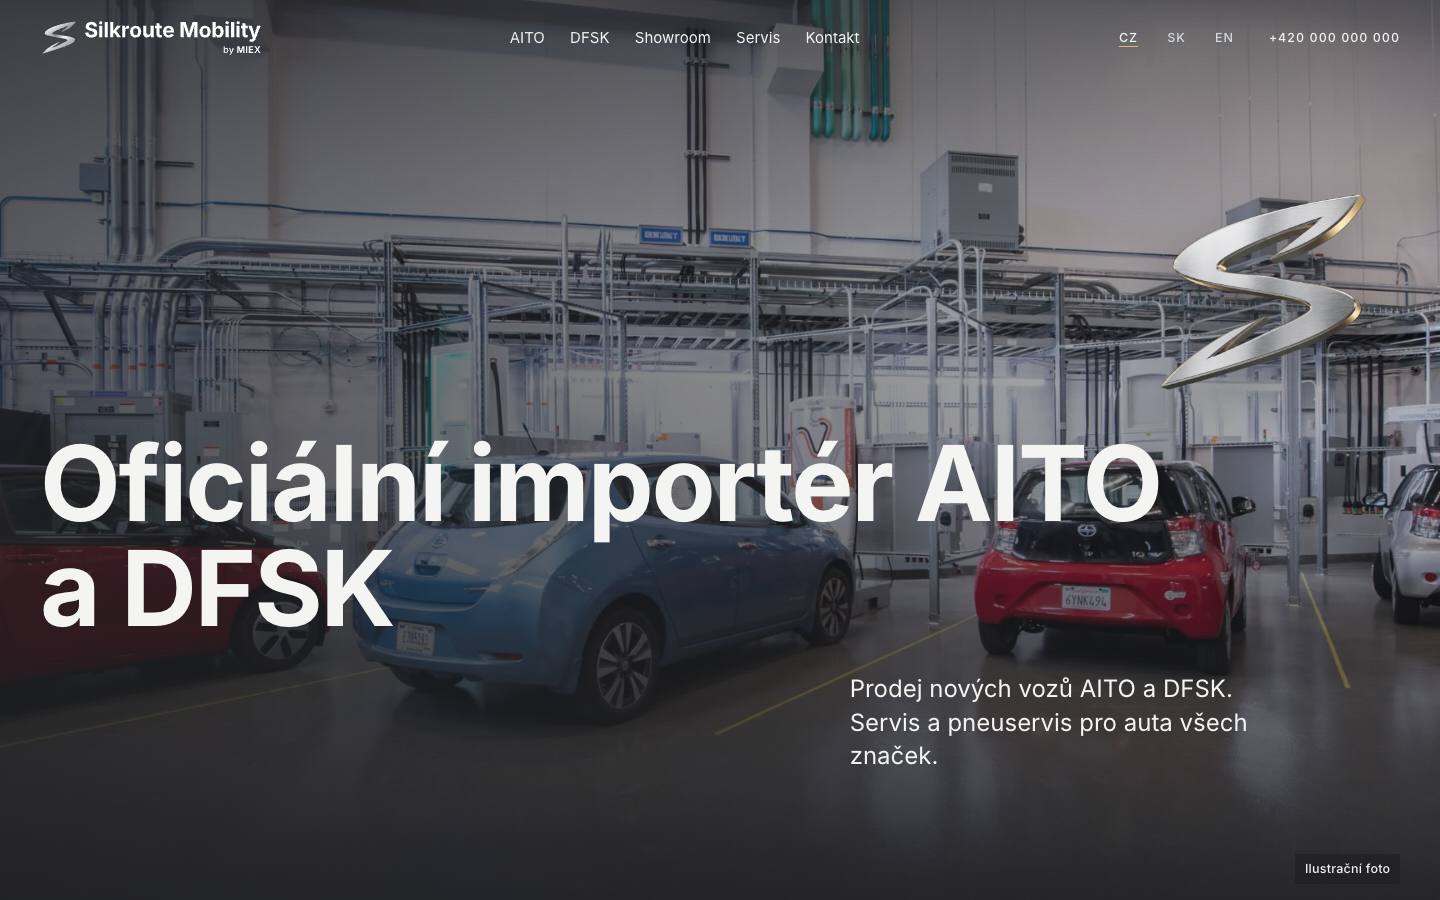 Silkroute Mobility
by MIEX
AITO DFSK Showroom Servis Kontakt
CZ SK EN +420 000 000 000
Oficiální importér AITO
a DFSK
6YNK494
Prodej nových vozů AITO a DFSK.
Servis a pneuservis pro auta všech
značek.
Ilustrační foto